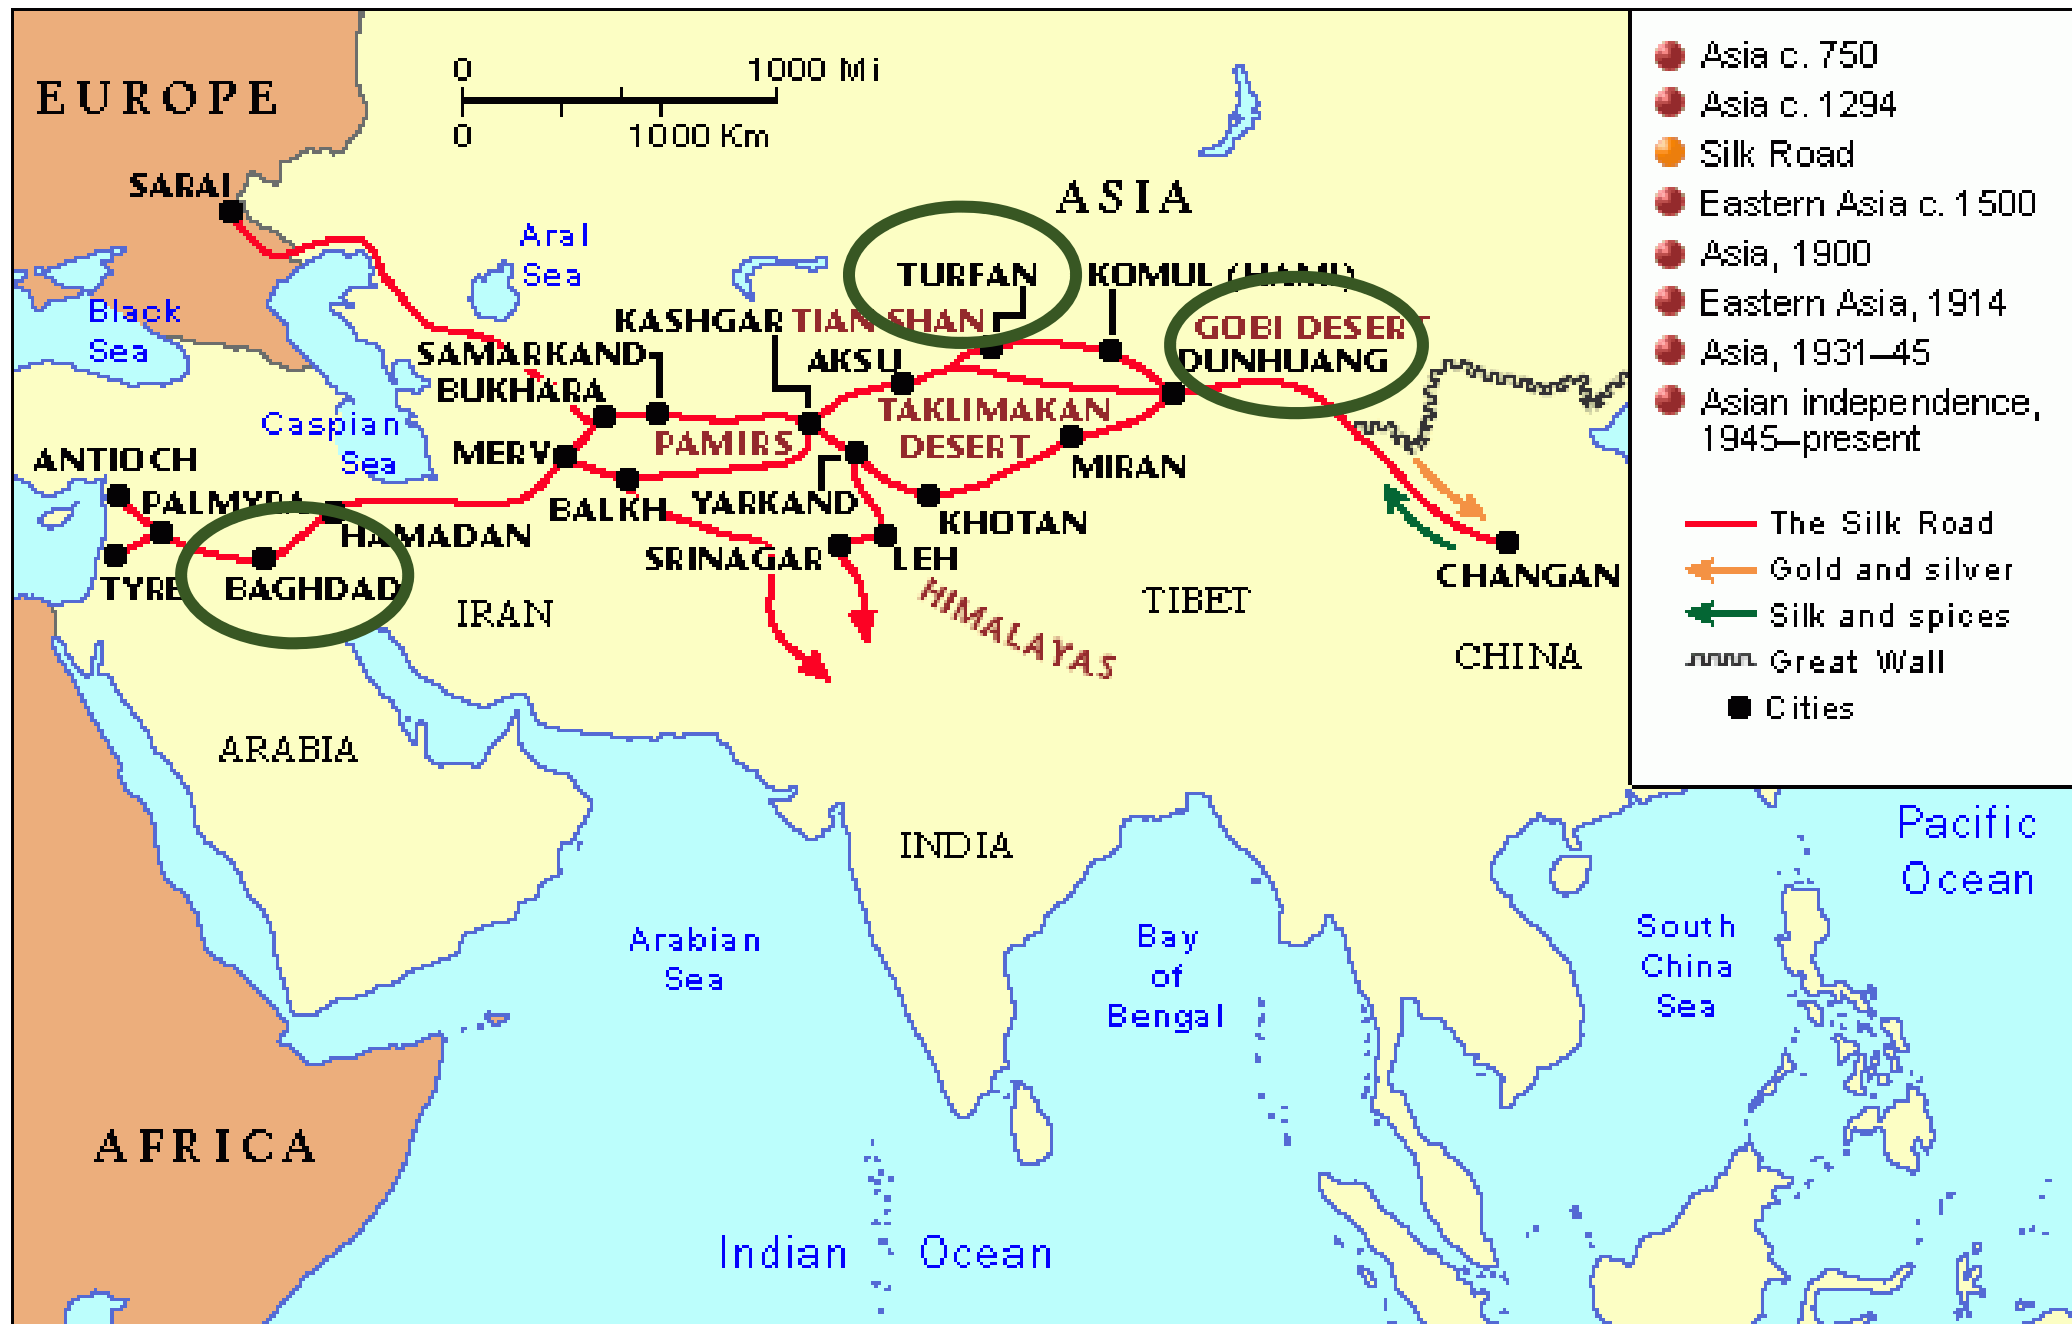 EUROPE
0 1000 Mi
0 1000 Km
SARAI
ASIA
Aral
Sea
TURFAN
KOMUL (HAMI)
Black
Sea
KASHGAR
TIAN SHAN
GOBI DESERT
SAMARKAND
AKSU
DUNHUANG
BUKHARA
TAKLIMAKAN
DESERT
Caspian
Sea
MERV
PAMIRS
ANTIOCH
MIRAN
PALMYRA
BALKH
YARKAND
KHOTAN
HAMADAN
SRINAGAR
LEH
TYRE
BAGHDAD
IRAN
HIMALAYAS
TIBET
CHANGAN
CHINA
ARABIA
INDIA
Arabian
Sea
Bay
of
Bengal
South
China
Sea
Pacific
Ocean
AFRICA
Indian Ocean
Asia c. 750
Asia c. 1294
Silk Road
Eastern Asia c. 1500
Asia, 1900
Eastern Asia, 1914
Asia, 1931–45
Asian independence,
1945–present
The Silk Road
Gold and silver
Silk and spices
Great Wall
Cities